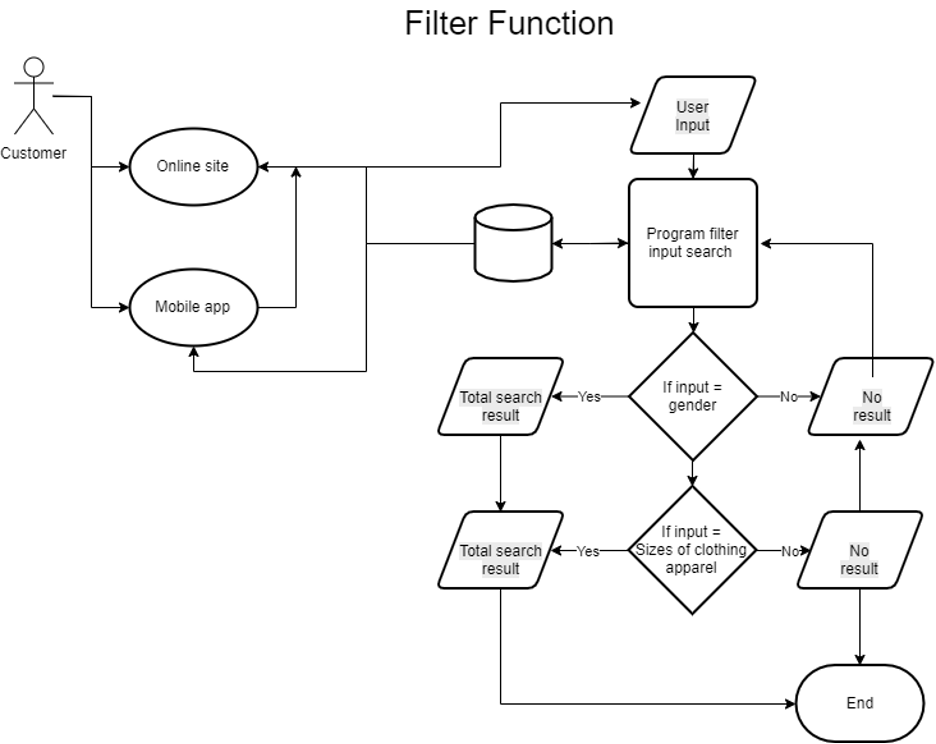 Filter Function
Customer
Online site
Mobile app
User
Input
Program filter
input search
If input =
gender
Yes
No
Total search
result
No
result
If input =
Sizes of clothing
apparel
Yes
No
Total search
result
No
result
End